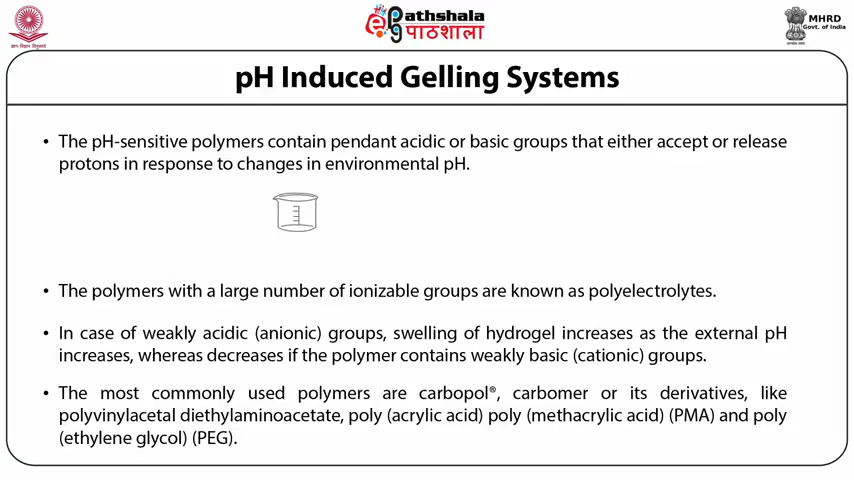 ePathshala
पाठशाला
MHRD
Govt. of India
pH Induced Gelling Systems
• The pH-sensitive polymers contain pendant acidic or basic groups that either accept or release
protons in response to changes in environmental pH.
• The polymers with a large number of ionizable groups are known as polyelectrolytes.
• In case of weakly acidic (anionic) groups, swelling of hydrogel increases as the external pH
increases, whereas decreases if the polymer contains weakly basic (cationic) groups.
• The most commonly used polymers are carbopol®, carbomer or its derivatives, like
polyvinylacetal diethylaminoacetate, poly (acrylic acid) poly (methacrylic acid) (PMA) and poly
(ethylene glycol) (PEG).